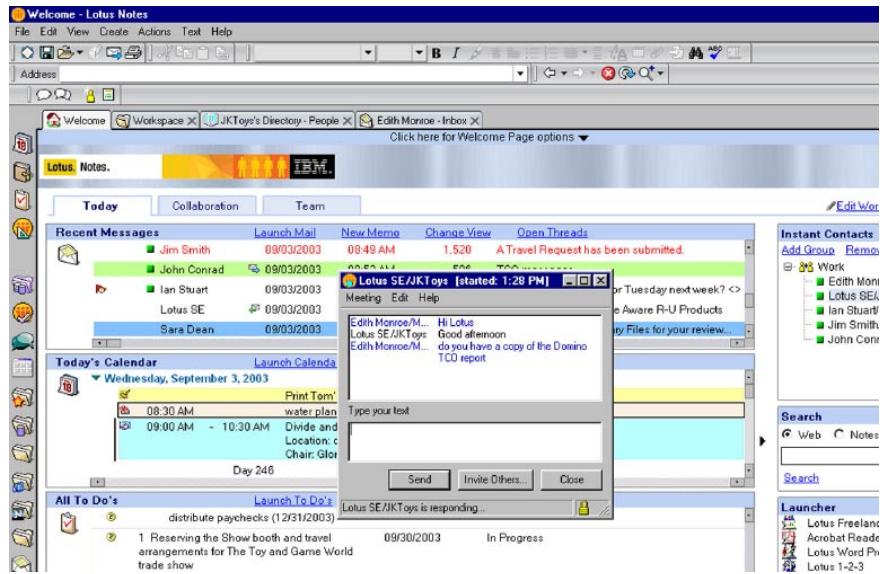 Welcome - Lotus Notes
File Edit View Create Actions Text Help
B I
Address
Welcome Workspace JKToys's Directory - People Edith Monroe - Inbox
Click here for Welcome Page options
Lotus. Notes. IBM.
Today Collaboration Team
Edit Wor
Recent Messages Launch Mail New Memo Change View Open Threads
Jim Smith 09/03/2003 08:49 AM 1,520 A Travel Request has been submitted.
John Conrad 09/03/2003
Ian Stuart 09/03/2003 or Tuesday next week? <>
Lotus SE 09/03/2003 e Aware R-U Products
Sara Dean 09/03/2003 ry Files for your review...
Instant Contacts
Add Group Remov
Work
Edith Monr
Lotus SE/J
Ian Stuart/
Jim Smith/
John Conr
Lotus SE/JKToys [started: 1:28 PM]
Meeting Edit Help
Edith Monroe/M... Hi Lotus
Lotus SE/JKToys Good afternoon
Edith Monroe/M... do you have a copy of the Domino
TCO report
Type your text
Send Invite Others... Close
Lotus SE/JKToys is responding...
Today's Calendar Launch Calenda
Wednesday, September 3, 2003
Print Tom'
08:30 AM water plan
09:00 AM - 10:30 AM Divide and
Location: c
Chair: Glor
Day 246
Search
Web Notes
Search
All To Do's Launch To Do's
distribute paychecks (12/31/2003)
1 Reserving the Show booth and travel 09/30/2003 In Progress
arrangements for The Toy and Game World
trade show
Launcher
Lotus Freelanc
Acrobat Reade
Lotus Word Pr
Lotus 1-2-3